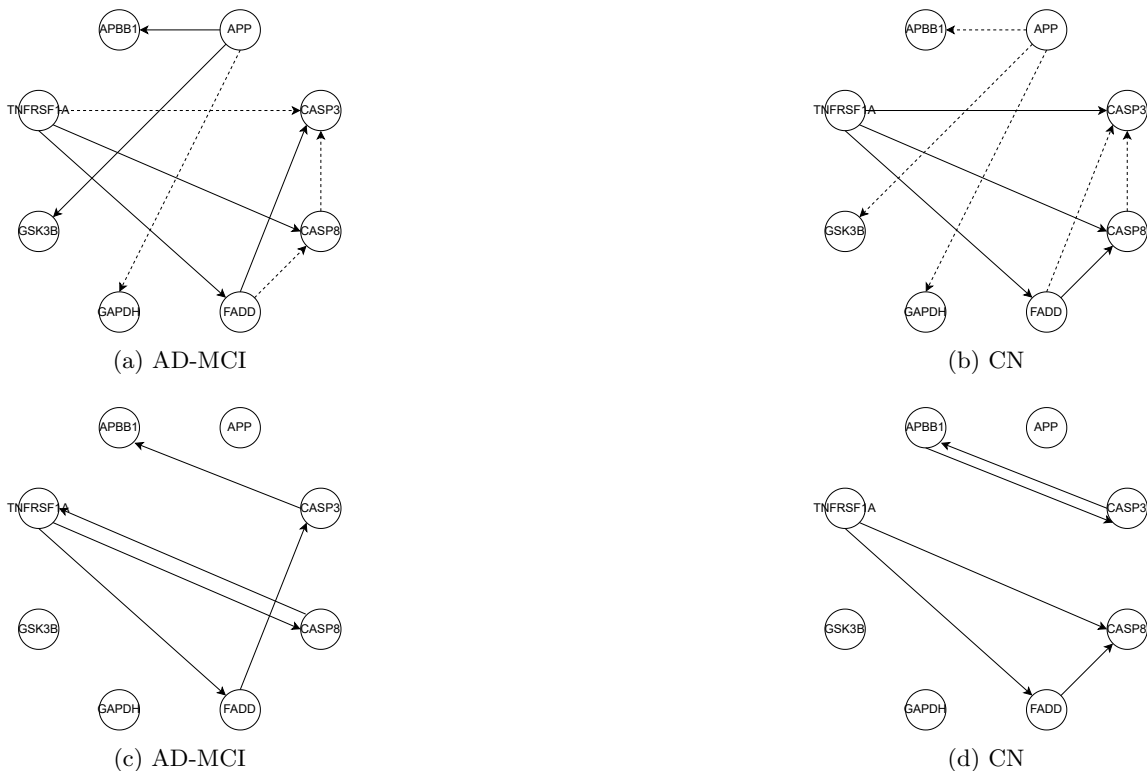 APBB1 APP
TNFRSF1A CASP3
GSK3B CASP8
GAPDH FADD
(a) AD-MCI
APBB1 APP
TNFRSF1A CASP3
GSK3B CASP8
GAPDH FADD
(b) CN
APBB1 APP
TNFRSF1A CASP3
GSK3B CASP8
GAPDH FADD
(c) AD-MCI
APBB1 APP
TNFRSF1A CASP3
GSK3B CASP8
GAPDH FADD
(d) CN